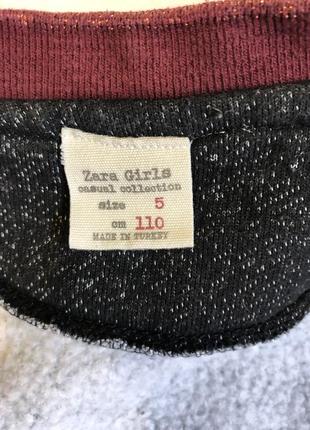 Zara Girls
casual collection
size 5
cm 110
MADE IN TURKEY